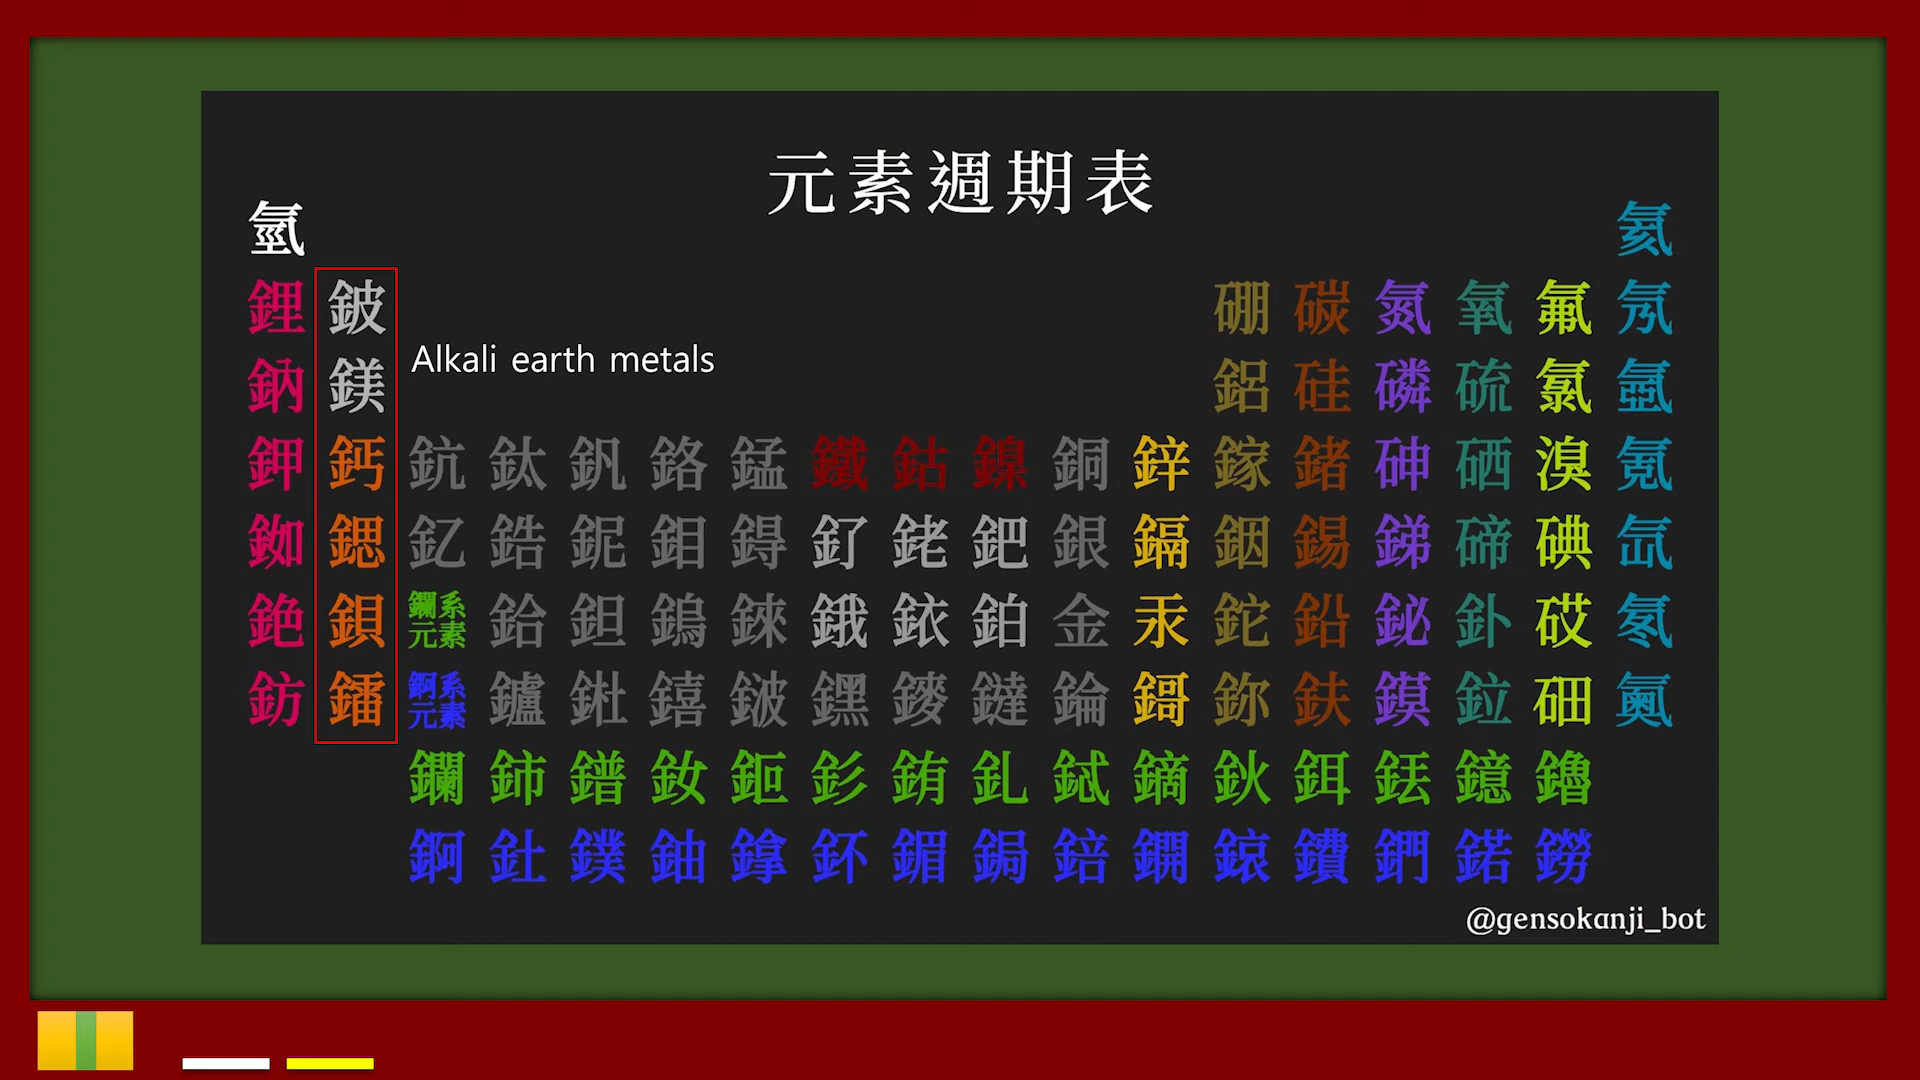 元素週期表
氫 氦
鋰 鈹 硼 碳 氮 氧 氟 氖
Alkali earth metals
鈉 鎂 鋁 硅 磷 硫 氯 氬
鉀 鈣 鈧 鈦 釩 鉻 錳 鐵 鈷 鎳 銅 鋅 鎵 鍺 砷 硒 溴 氪
銣 鍶 釔 鋯 鈮 鉬 鍀 釕 銠 鈀 銀 鎘 銦 錫 銻 碲 碘 氙
銫 鋇 鑭系元素 鉿 鉭 鎢 錸 鋨 銥 鉑 金 汞 鉈 鉛 鉍 釙 砹 氡
鈁 鐳 錒系元素 鑪 𨧀 𨭎 𨨏 𨭆 䥑 鐽 錀 鎶 鉨 鈇 鏌 鉝 鿬 鿫
鑭 鈰 鐠 釹 鉕 釤 銪 釓 鋱 鏑 鈥 鉺 銩 鐿 鑥
錒 釷 鏷 鈾 鎿 鈈 鎇 鋦 錇 鐦 鎄 鐨 鍆 鍩 鐒
@gensokanji_bot